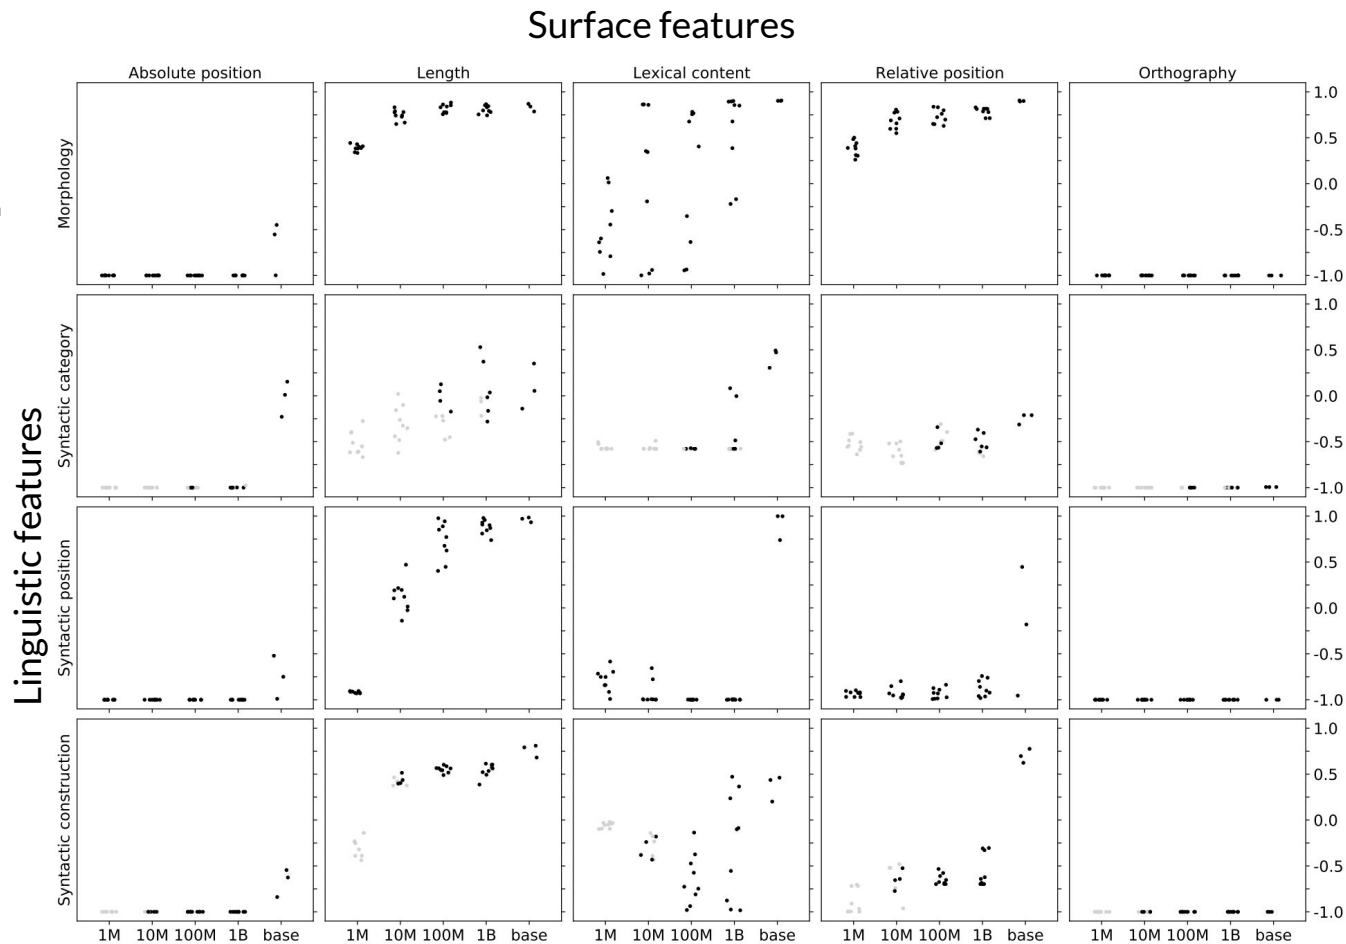 Surface features
Absolute position
Length
Lexical content
Relative position
Orthography
Linguistic features
Morphology
1.0
0.5
0.0
-0.5
-1.0
Syntactic category
1.0
0.5
0.0
-0.5
-1.0
Syntactic position
1.0
0.5
0.0
-0.5
-1.0
Syntactic construction
1.0
0.5
0.0
-0.5
-1.0
1M 10M 100M 1B base 1M 10M 100M 1B base 1M 10M 100M 1B base 1M 10M 100M 1B base 1M 10M 100M 1B base